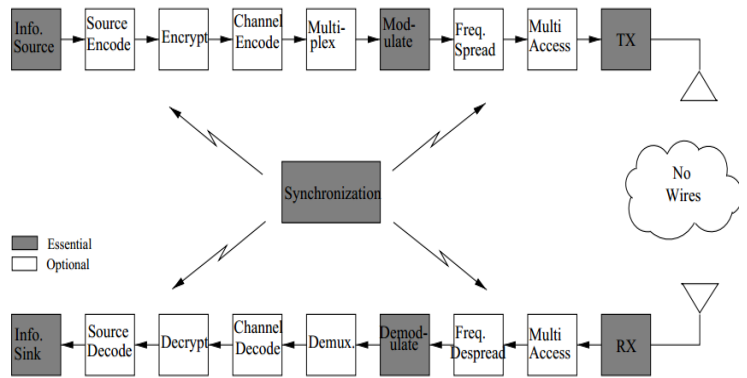 Info.
Source
Source
Encode
Encrypt
Channel
Encode
Multi-
plex
Mod-
ulate
Freq.
Spread
Multi
Access
TX
Synchronization
No
Wires
Essential
Optional
Info.
Sink
Source
Decode
Decrypt
Channel
Decode
Demux.
Demod-
ulate
Freq.
Despread
Multi
Access
RX